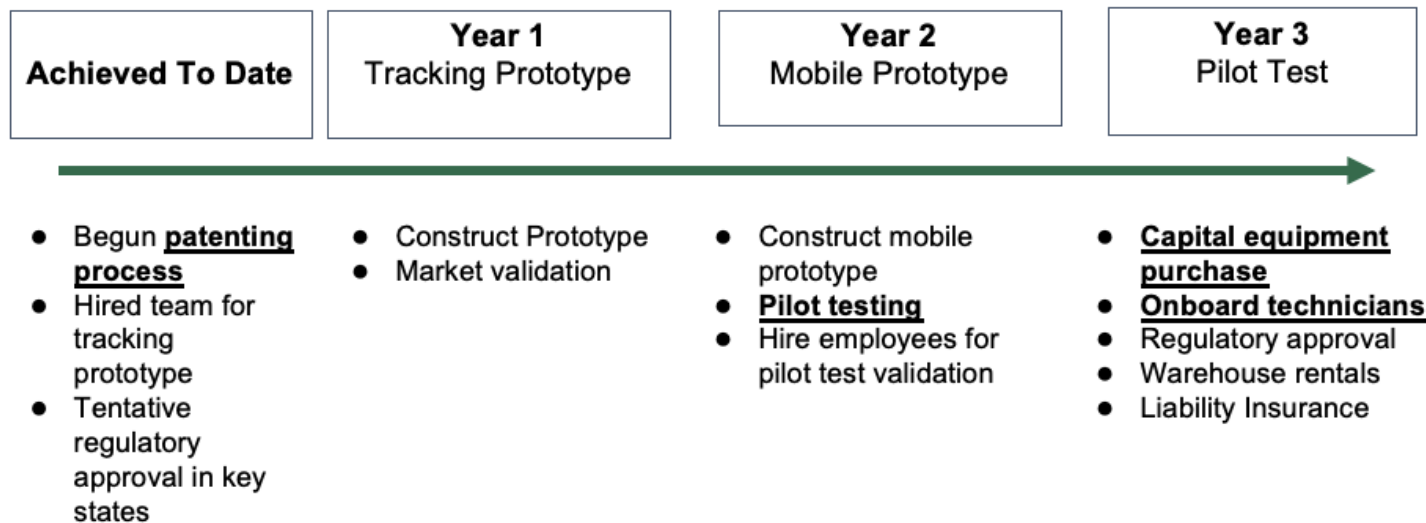 Achieved To Date
Year 1
Tracking Prototype
Year 2
Mobile Prototype
Year 3
Pilot Test
● Begun patenting
process
● Hired team for
tracking
prototype
● Tentative
regulatory
approval in key
states
● Construct Prototype
● Market validation
● Construct mobile
prototype
● Pilot testing
● Hire employees for
pilot test validation
● Capital equipment
purchase
● Onboard technicians
● Regulatory approval
● Warehouse rentals
● Liability Insurance